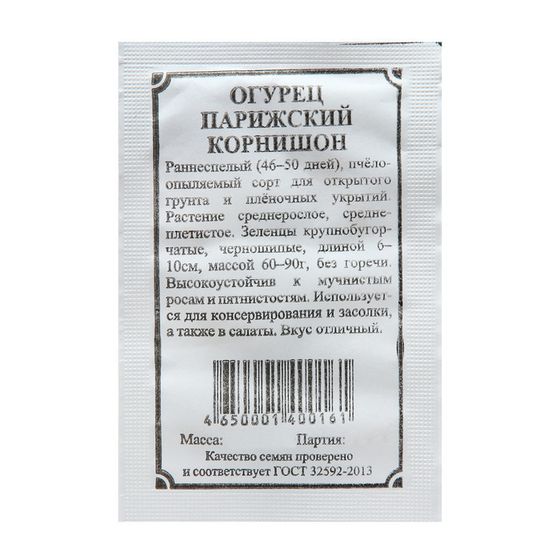 ОГУРЕЦ
ПАРИЖСКИЙ
КОРНИШОН
Раннеспелый (46–50 дней), пчёло-
опыляемый сорт для открытого
грунта и плёночных укрытий.
Растение среднерослое, средне-
плетистое. Зеленцы крупнобугор-
чатые, черношипые, длиной 6–
10см, массой 60–90г, без горечи.
Высокоустойчив к мучнистым
росам и пятнистостям. Использует-
ся для консервирования и засолки,
а также в салаты. Вкус отличный.
4 650001 400161
Масса: Партия:
Качество семян проверено
и соответствует ГОСТ 32592-2013